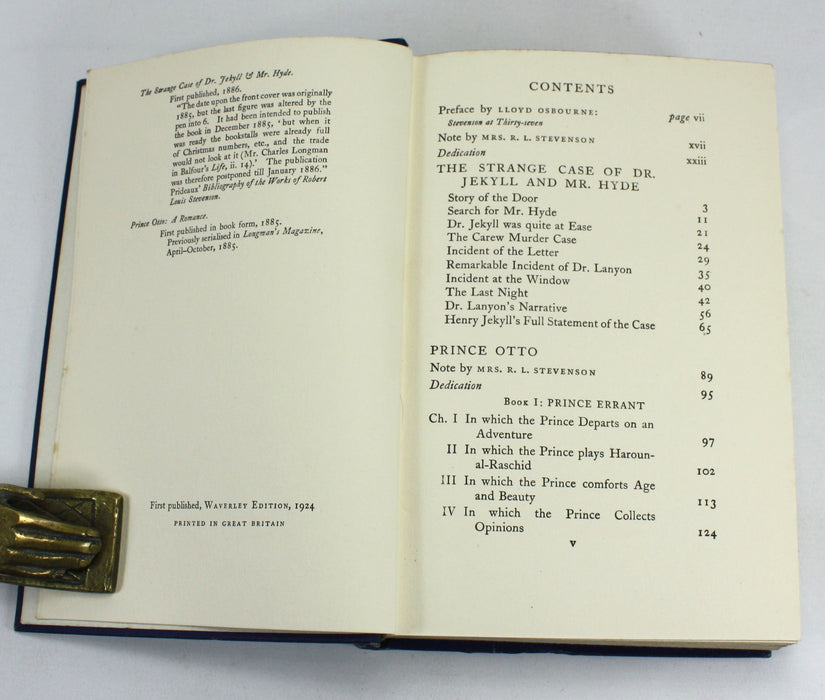 The Strange Case of Dr. Jekyll & Mr. Hyde.
First published, 1886.
"The date upon the front cover was originally
1885, but the last figure was altered by the
pen into 6. It had been intended to publish
the book in December 1885, 'but when it
was ready the bookstalls were already full
of Christmas numbers, etc., and the trade
would not look at it (Mr. Charles Longman
in Balfour's Life, ii. 14).' The publication
was therefore postponed till January 1886."
Prideaux' Bibliography of the Works of Robert
Louis Stevenson.
Prince Otto: A Romance.
First published in book form, 1885.
Previously serialised in Longman's Magazine,
April–October, 1885.
First published, WAVERLEY EDITION, 1924
PRINTED IN GREAT BRITAIN
CONTENTS
Preface by LLOYD OSBOURNE:
Stevenson at Thirty-seven page vii
Note by MRS. R. L. STEVENSON xvii
Dedication xxiii
THE STRANGE CASE OF DR.
JEKYLL AND MR. HYDE
Story of the Door 3
Search for Mr. Hyde 11
Dr. Jekyll was quite at Ease 21
The Carew Murder Case 24
Incident of the Letter 29
Remarkable Incident of Dr. Lanyon 35
Incident at the Window 40
The Last Night 42
Dr. Lanyon's Narrative 56
Henry Jekyll's Full Statement of the Case 65
PRINCE OTTO
Note by MRS. R. L. STEVENSON 89
Dedication 95
BOOK I: PRINCE ERRANT
Ch. I In which the Prince Departs on an
Adventure 97
II In which the Prince plays Haroun-
al-Raschid 102
III In which the Prince comforts Age
and Beauty 113
IV In which the Prince Collects
Opinions 124
v